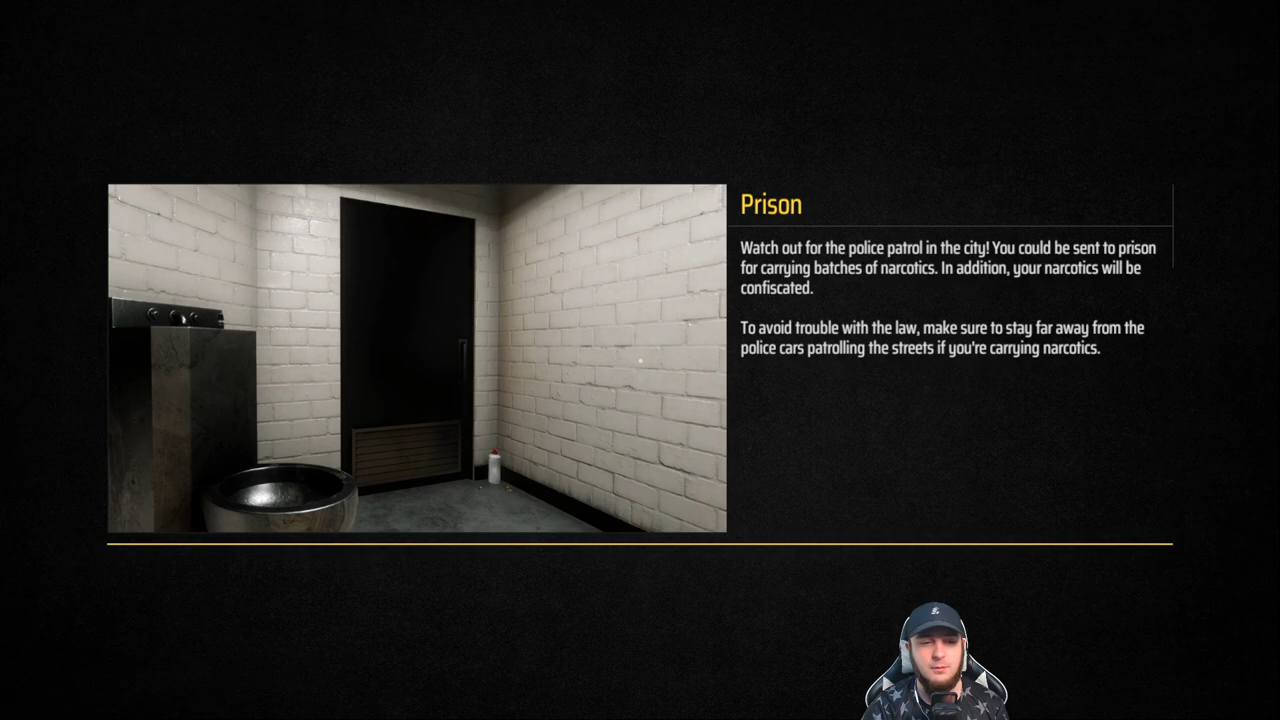 Prison
Watch out for the police patrol in the city! You could be sent to prison
for carrying batches of narcotics. In addition, your narcotics will be
confiscated.
To avoid trouble with the law, make sure to stay far away from the
police cars patrolling the streets if you're carrying narcotics.